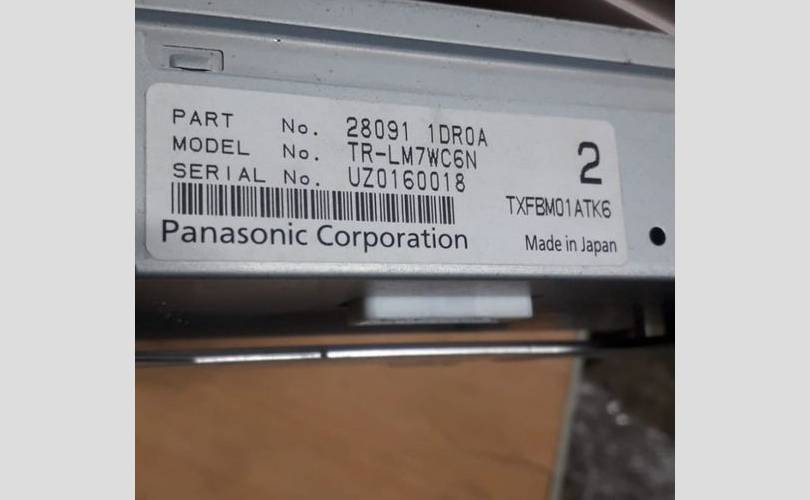 PART No. 28091 1DR0A
MODEL No. TR-LM7WC6N
SERIAL No. UZ0160018
2
TXFBM01ATK6
Panasonic Corporation
Made in Japan